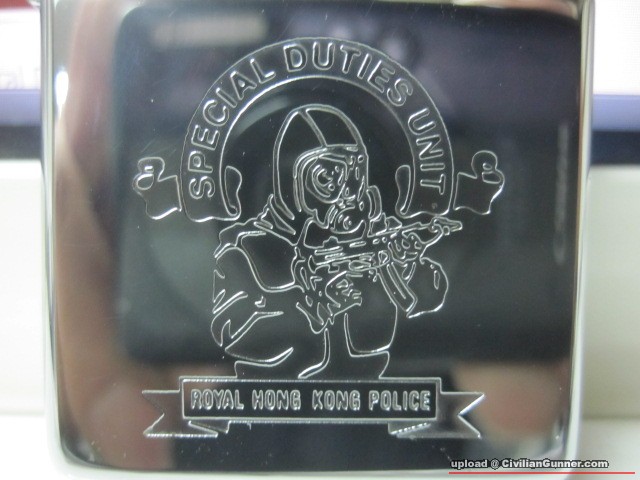 SPECIAL DUTIES UNIT
ROYAL HONG KONG POLICE
upload @ CivilianGunner.com